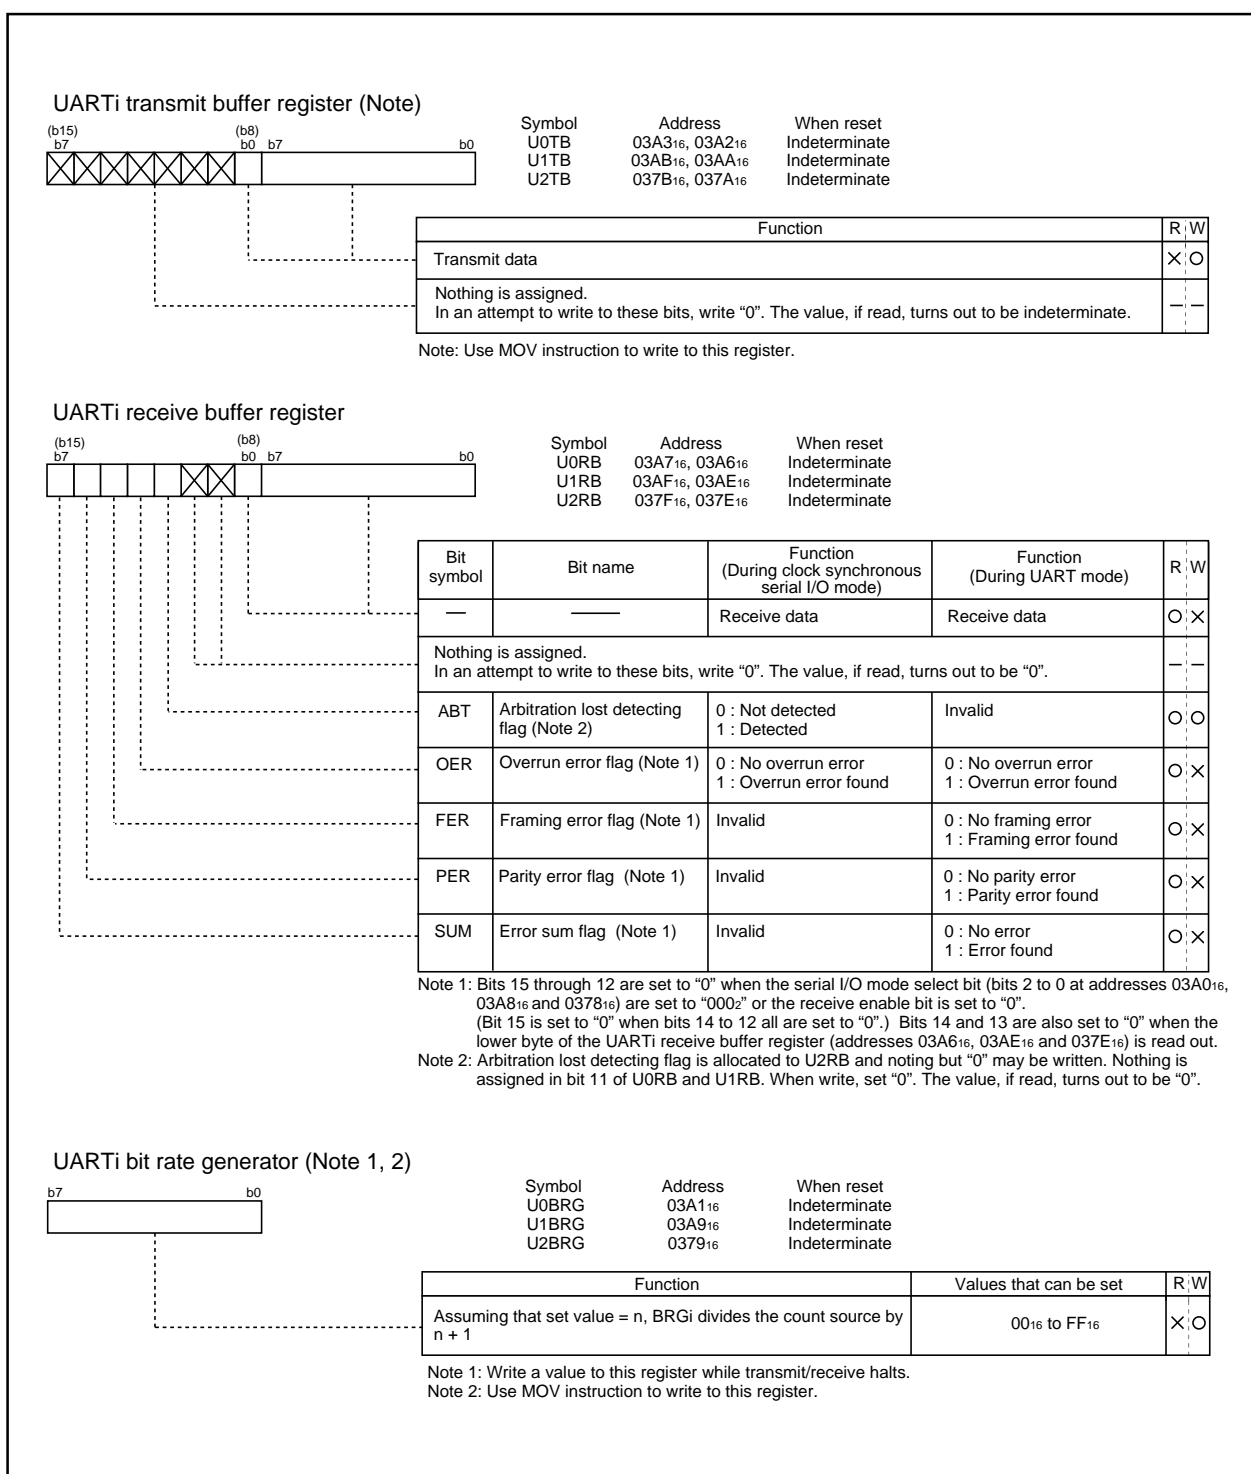 UARTi transmit buffer register (Note)
(b15) (b8)
b7 b0 b7 b0
Symbol Address When reset
U0TB 03A3₁₆, 03A2₁₆ Indeterminate
U1TB 03AB₁₆, 03AA₁₆ Indeterminate
U2TB 037B₁₆, 037A₁₆ Indeterminate
Function R W
Transmit data
Nothing is assigned.
In an attempt to write to these bits, write “0”. The value, if read, turns out to be indeterminate.
Note: Use MOV instruction to write to this register.
UARTi receive buffer register
(b15) (b8)
b7 b0 b7 b0
Symbol Address When reset
U0RB 03A7₁₆, 03A6₁₆ Indeterminate
U1RB 03AF₁₆, 03AE₁₆ Indeterminate
U2RB 037F₁₆, 037E₁₆ Indeterminate
Bit symbol Bit name Function (During clock synchronous serial I/O mode) Function (During UART mode) R W
Receive data Receive data
Nothing is assigned.
In an attempt to write to these bits, write “0”. The value, if read, turns out to be “0”.
ABT Arbitration lost detecting 0 : Not detected Invalid
flag (Note 2) 1 : Detected
OER Overrun error flag (Note 1) 0 : No overrun error 0 : No overrun error
1 : Overrun error found 1 : Overrun error found
FER Framing error flag (Note 1) Invalid 0 : No framing error
1 : Framing error found
PER Parity error flag (Note 1) Invalid 0 : No parity error
1 : Parity error found
SUM Error sum flag (Note 1) Invalid 0 : No error
1 : Error found
Note 1: Bits 15 through 12 are set to “0” when the serial I/O mode select bit (bits 2 to 0 at addresses 03A0₁₆,
03A8₁₆ and 0378₁₆) are set to “000₂” or the receive enable bit is set to “0”.
(Bit 15 is set to “0” when bits 14 to 12 all are set to “0”.) Bits 14 and 13 are also set to “0” when the
lower byte of the UARTi receive buffer register (addresses 03A6₁₆, 03AE₁₆ and 037E₁₆) is read out.
Note 2: Arbitration lost detecting flag is allocated to U2RB and noting but “0” may be written. Nothing is
assigned in bit 11 of U0RB and U1RB. When write, set “0”. The value, if read, turns out to be “0”.
UARTi bit rate generator (Note 1, 2)
b7 b0
Symbol Address When reset
U0BRG 03A1₁₆ Indeterminate
U1BRG 03A9₁₆ Indeterminate
U2BRG 0379₁₆ Indeterminate
Function Values that can be set R W
Assuming that set value = n, BRGi divides the count source by 00₁₆ to FF₁₆
n + 1
Note 1: Write a value to this register while transmit/receive halts.
Note 2: Use MOV instruction to write to this register.